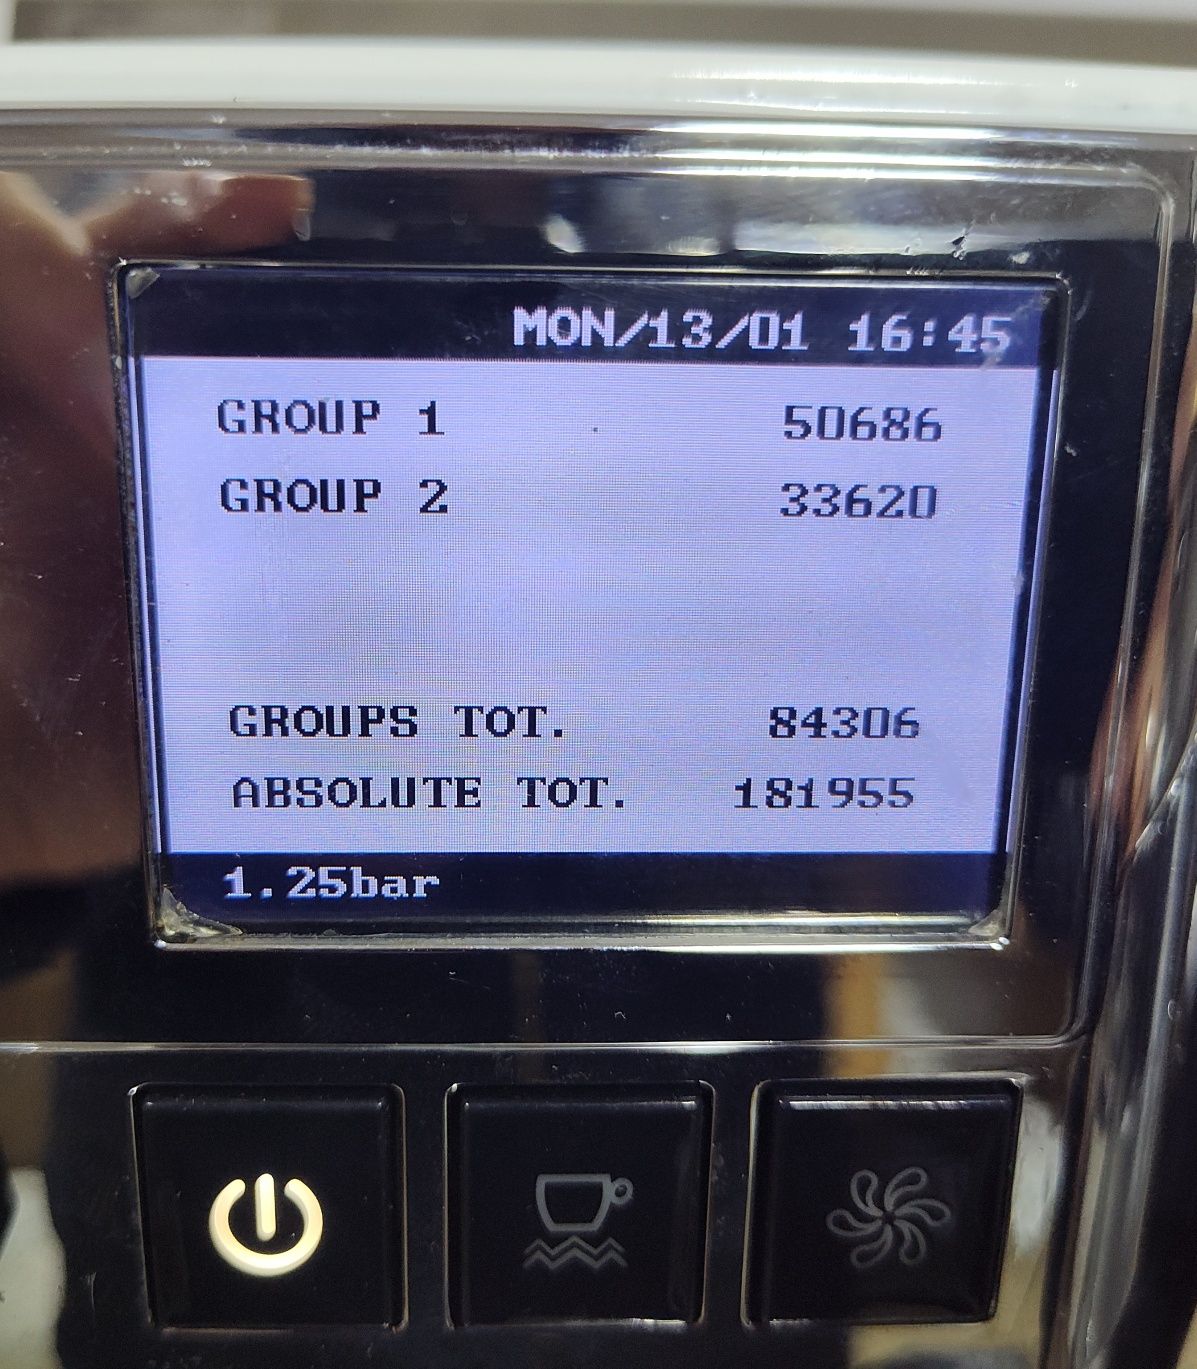 MON/13/01 16:45
GROUP 1 50686
GROUP 2 33620
GROUPS TOT. 84306
ABSOLUTE TOT. 181955
1.25bar